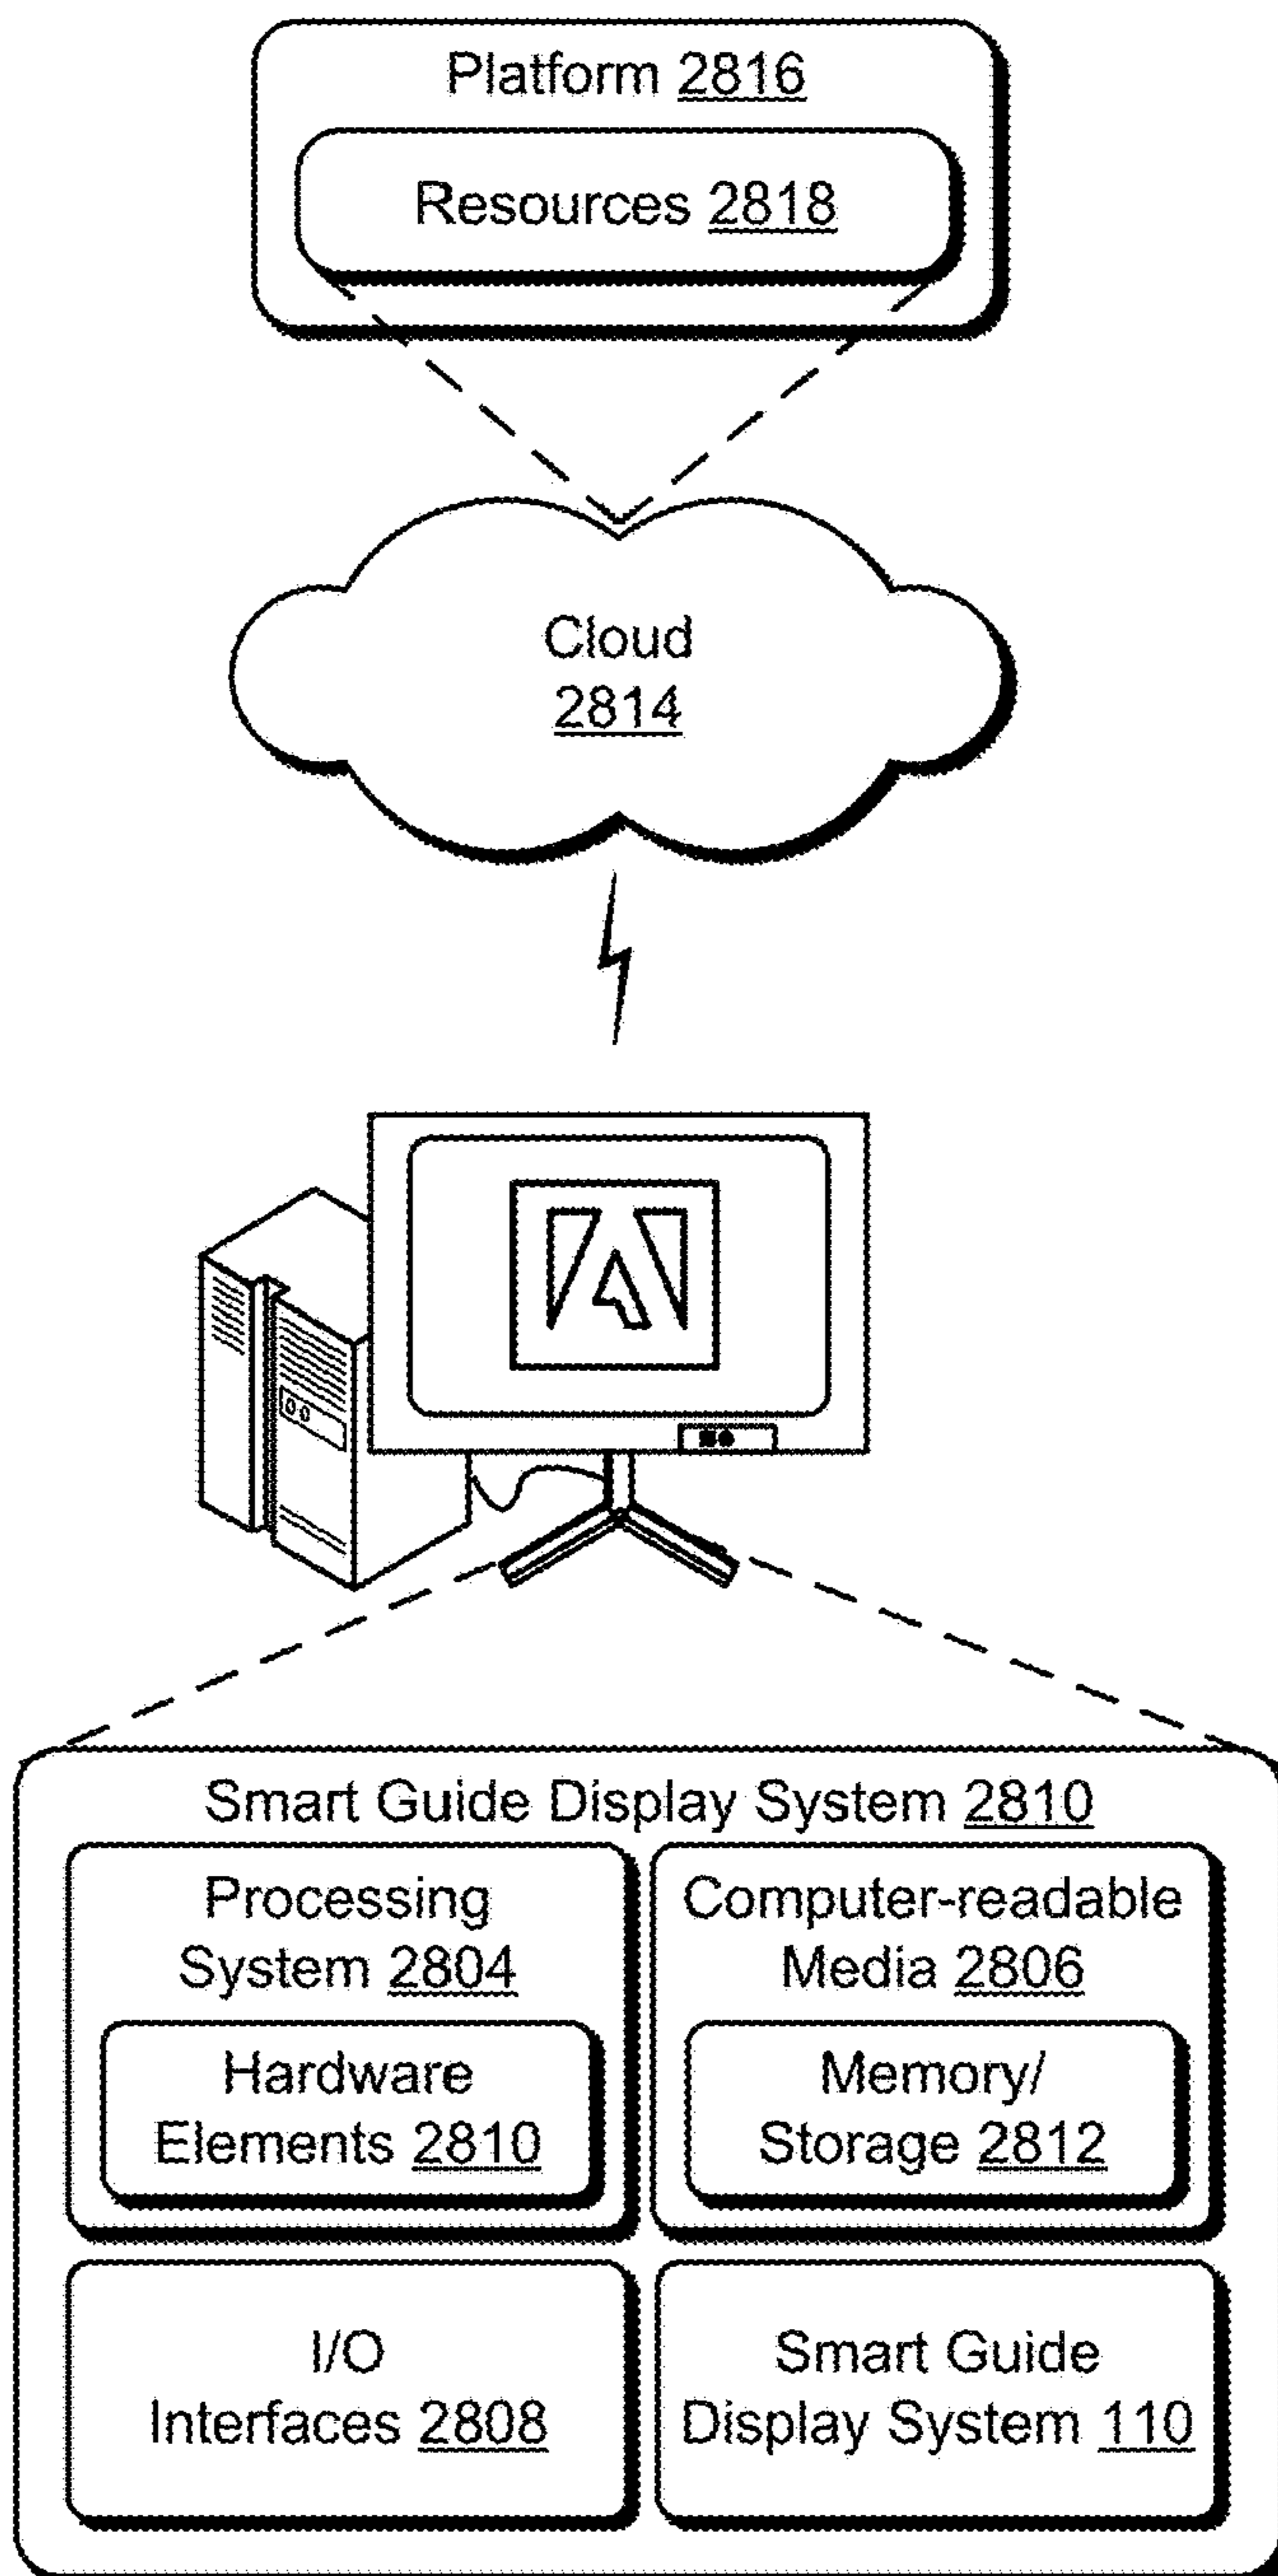 Platform 2816
Resources 2818
Cloud
2814
Smart Guide Display System 2810
Processing
System 2804
Hardware
Elements 2810
Computer-readable
Media 2806
Memory/
Storage 2812
I/O
Interfaces 2808
Smart Guide
Display System 110